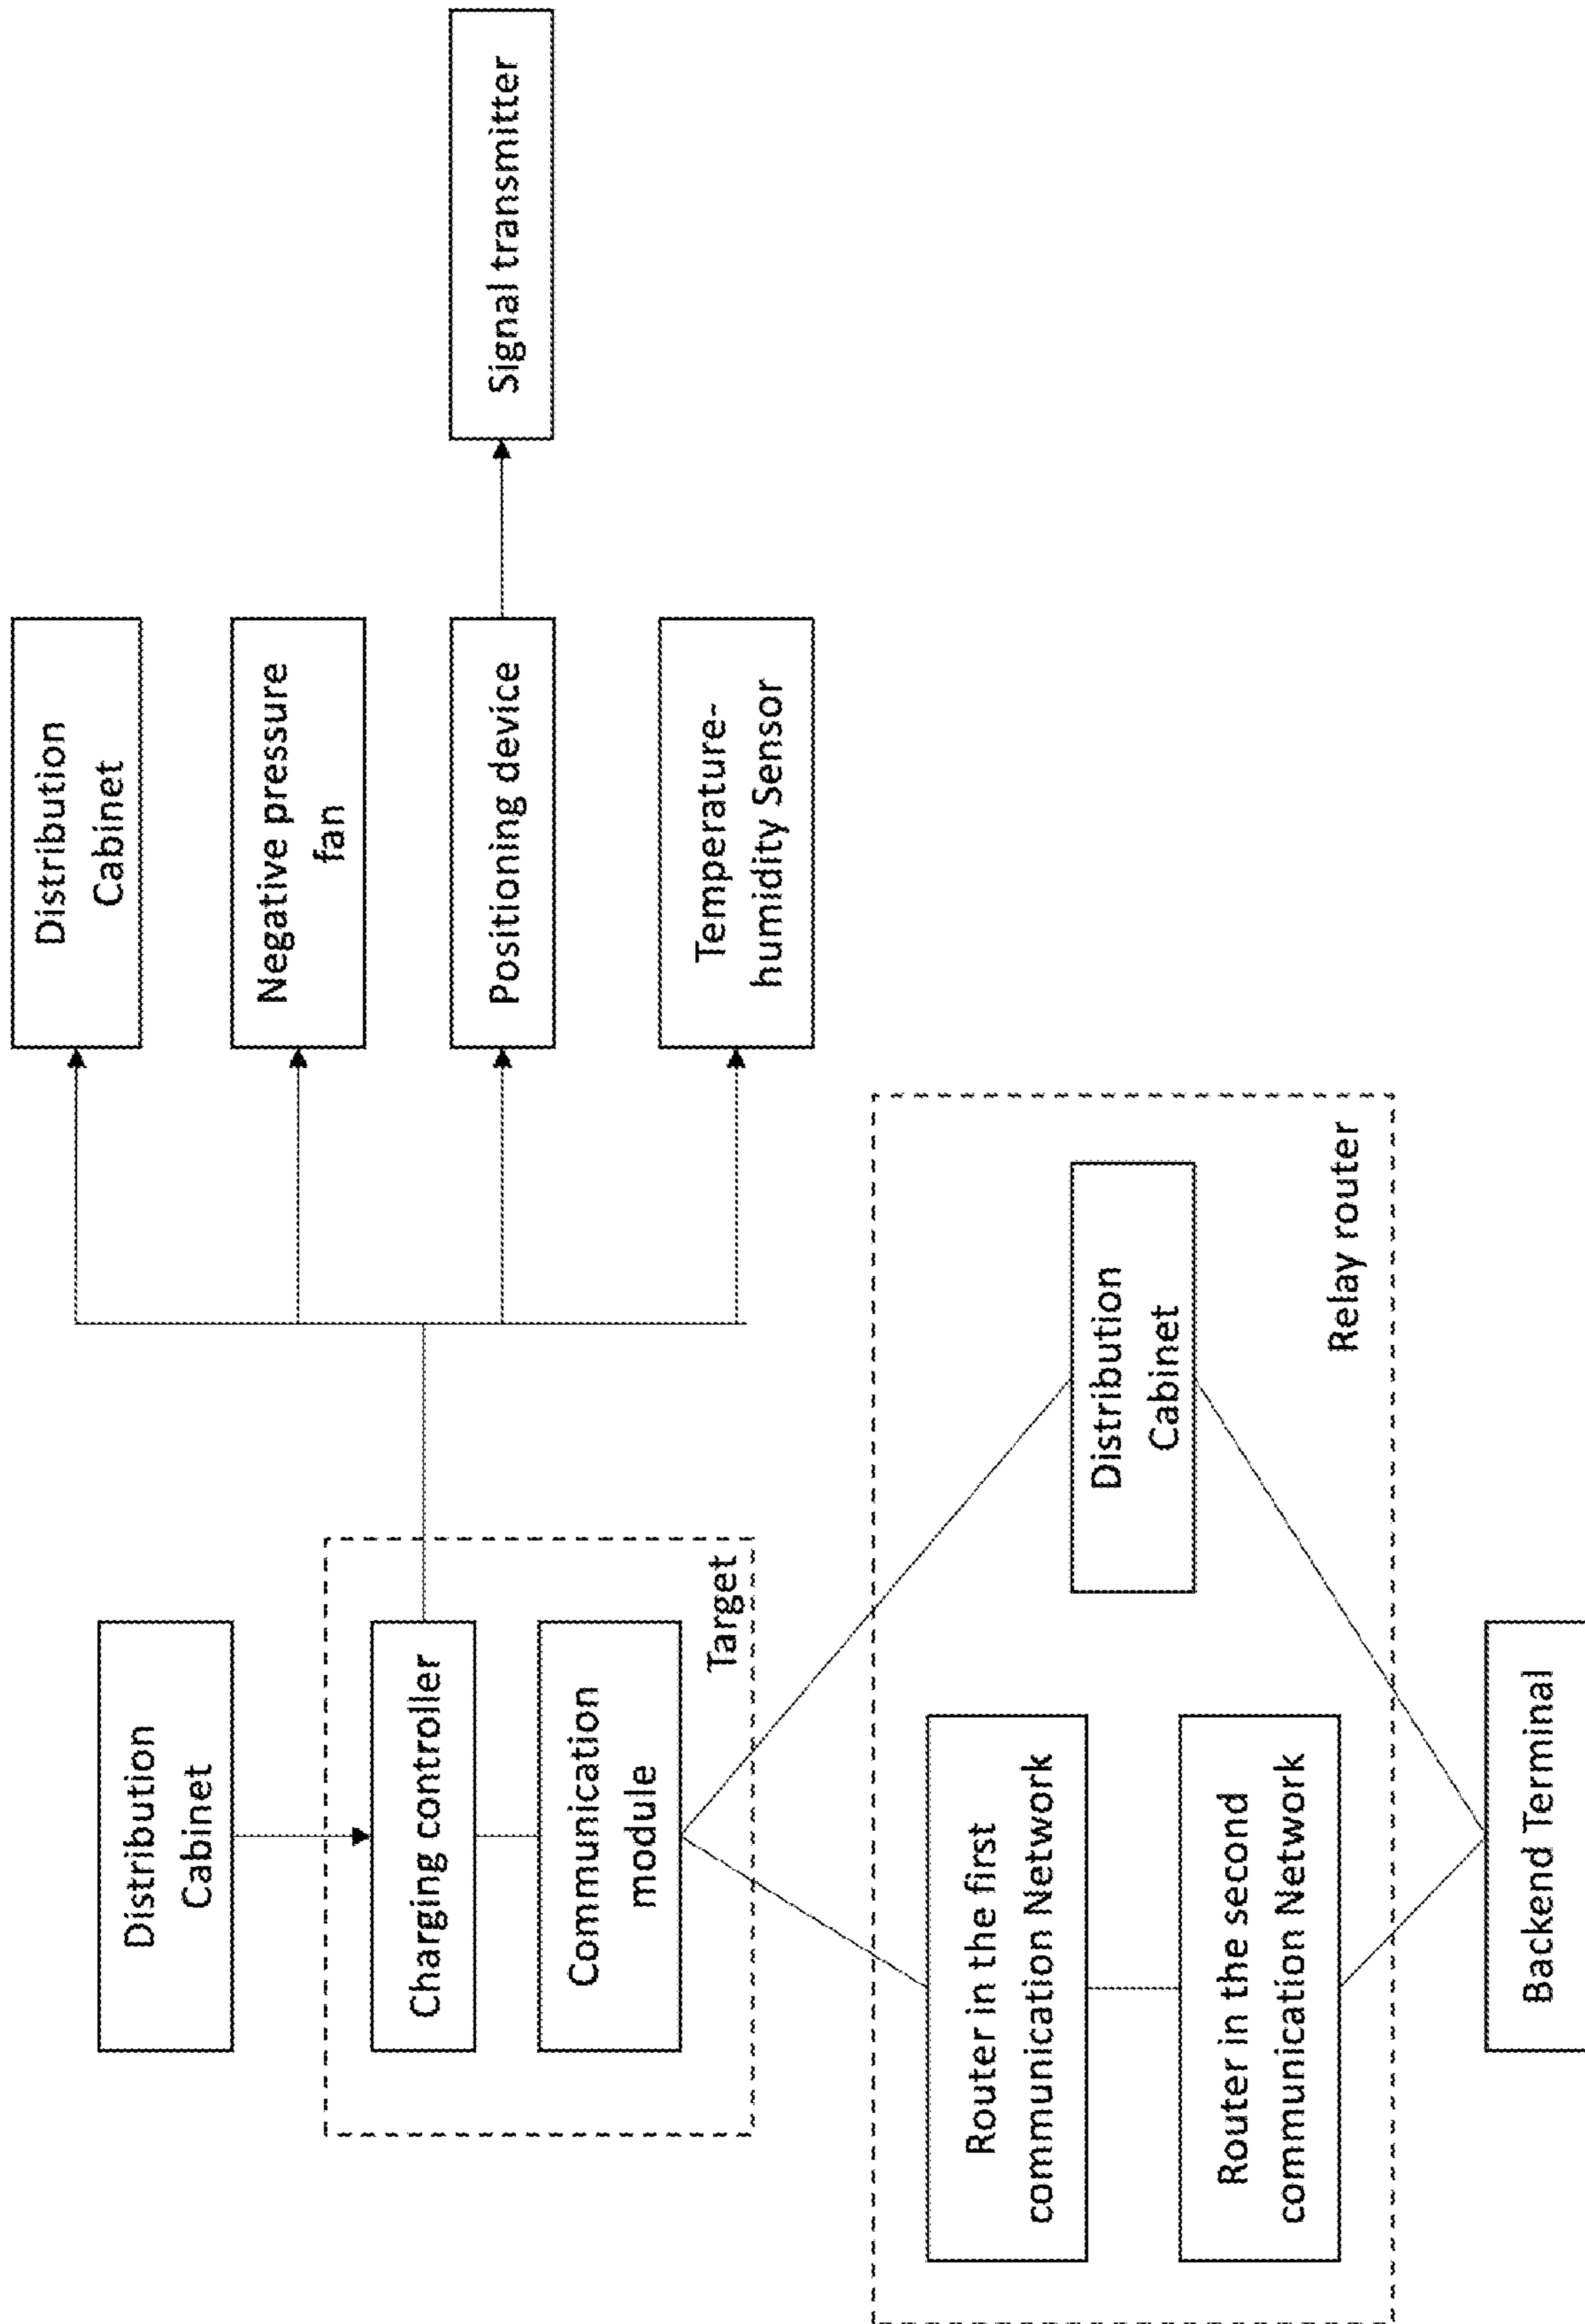 Distribution
Cabinet
Charging controller
Communication
module
Target
Distribution
Cabinet
Negative pressure
fan
Positioning device
Temperature-
humidity Sensor
Signal transmitter
Router in the first
communication Network
Router in the second
communication Network
Distribution
Cabinet
Relay router
Backend Terminal